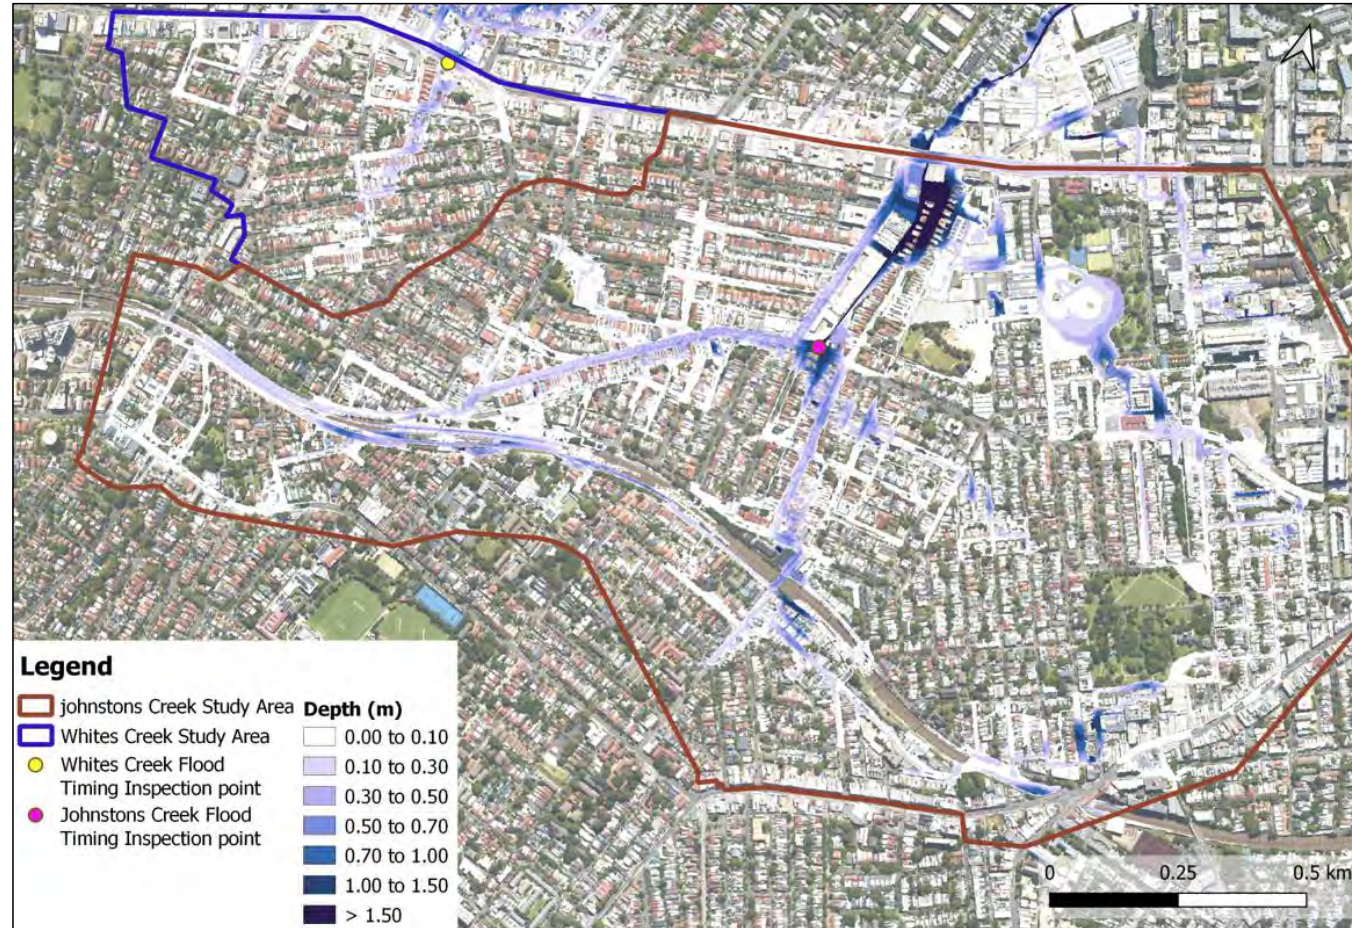 Legend
johnstons Creek Study Area
Whites Creek Study Area
Whites Creek Flood
Timing Inspection point
Johnstons Creek Flood
Timing Inspection point
Depth (m)
0.00 to 0.10
0.10 to 0.30
0.30 to 0.50
0.50 to 0.70
0.70 to 1.00
1.00 to 1.50
> 1.50
0 0.25 0.5 km